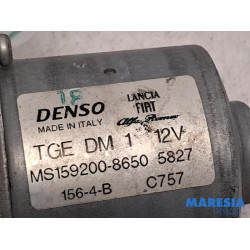 DENSO
MADE IN ITALY
LANCIA
FIAT
Alfa Romeo
TGE DM 1 12V
MS159200-8650 5827
156-4-B C757
MARESIA